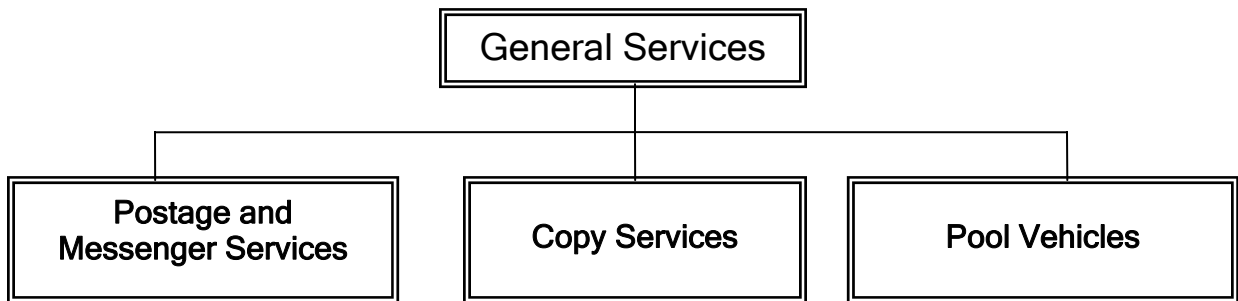 General Services
Postage and
Messenger Services
Copy Services
Pool Vehicles